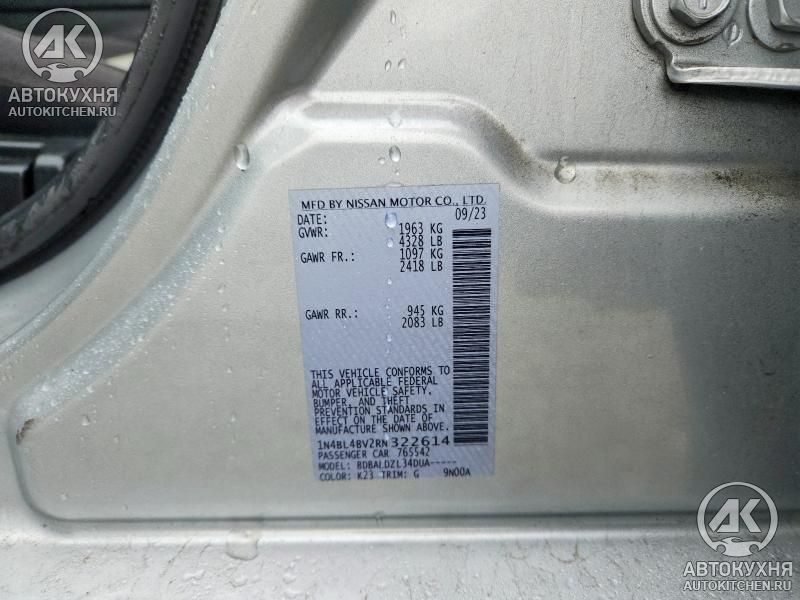 AK
АВТОКУХНЯ
AUTOKITCHEN.RU
MFD BY NISSAN MOTOR CO., LTD.
DATE: 09/23
GVWR: 1963 KG
4328 LB
GAWR FR.: 1097 KG
2418 LB
GAWR RR.: 945 KG
2083 LB
THIS VEHICLE CONFORMS TO
ALL APPLICABLE FEDERAL
MOTOR VEHICLE SAFETY,
BUMPER, AND THEFT
PREVENTION STANDARDS IN
EFFECT ON THE DATE OF
MANUFACTURE SHOWN ABOVE.
1N4BL4BV2RN322614
PASSENGER CAR 765542
MODEL: BDBALDZL34DUA-----
COLOR: K23 TRIM: G 9N00A
AK
АВТОКУХНЯ
AUTOKITCHEN.RU